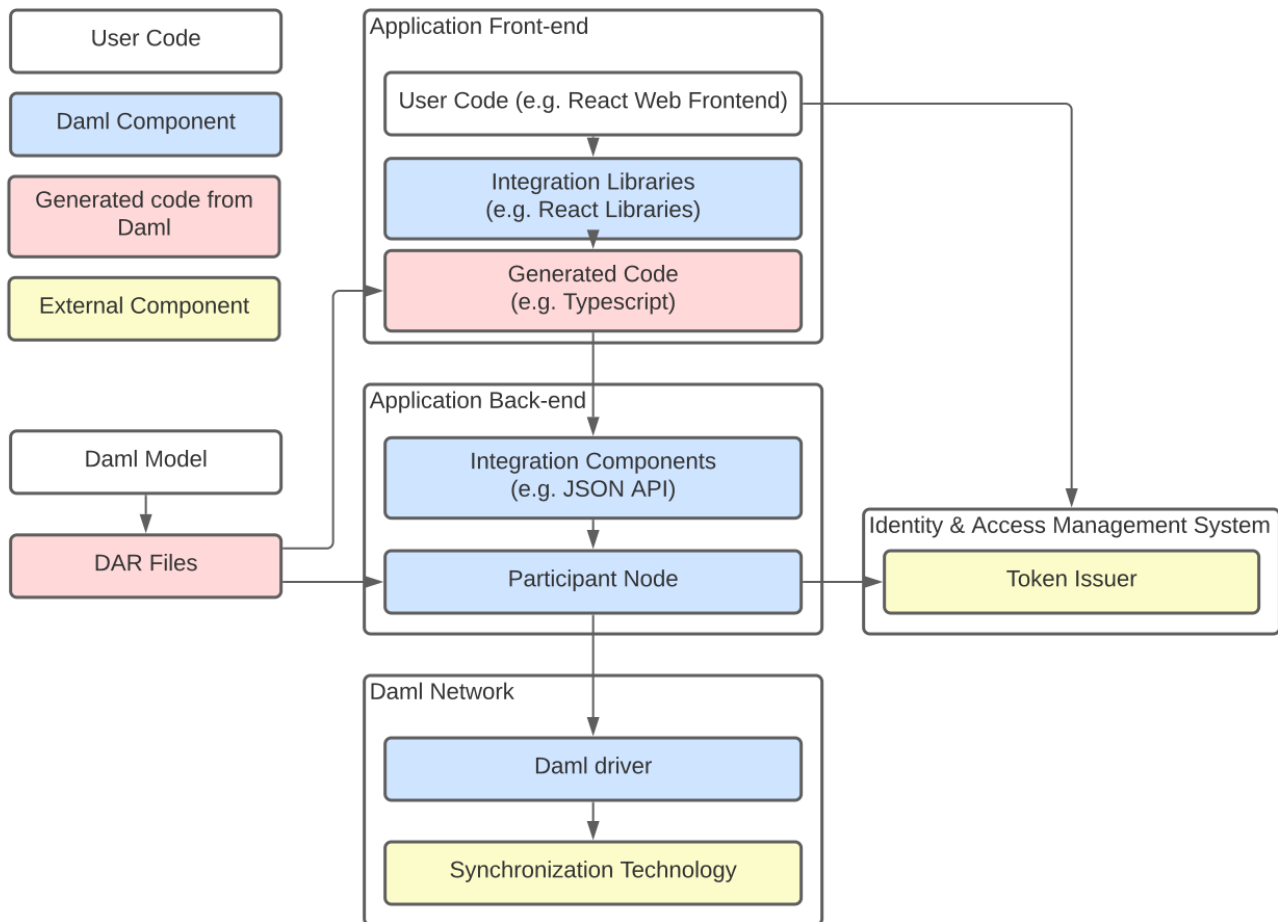 User Code
Daml Component
Generated code from
Daml
External Component
Daml Model
DAR Files
Application Front-end
User Code (e.g. React Web Frontend)
Integration Libraries
(e.g. React Libraries)
Generated Code
(e.g. Typescript)
Application Back-end
Integration Components
(e.g. JSON API)
Participant Node
Identity & Access Management System
Token Issuer
Daml Network
Daml driver
Synchronization Technology